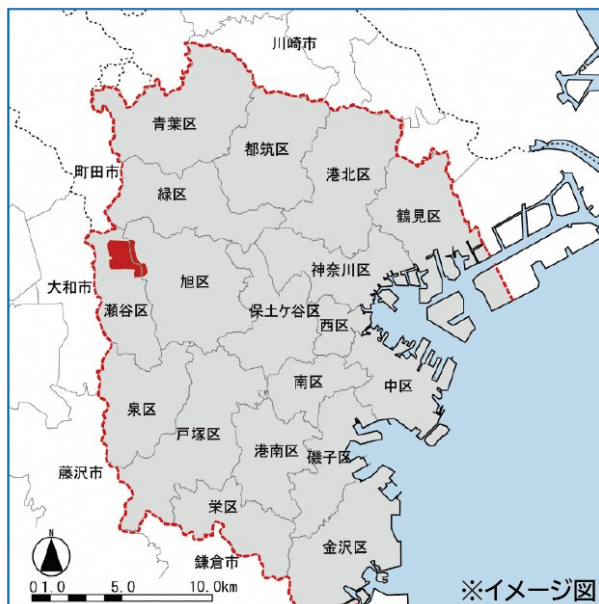 川崎市
青葉区
都筑区
港北区
町田市
緑区
鶴見区
神奈川区
旭区
大和市
瀬谷区
保土ケ谷区
西区
南区
中区
泉区
戸塚区
港南区
磯子区
藤沢市
栄区
金沢区
鎌倉市
N
0 1.0 5.0 10.0km
※イメージ図